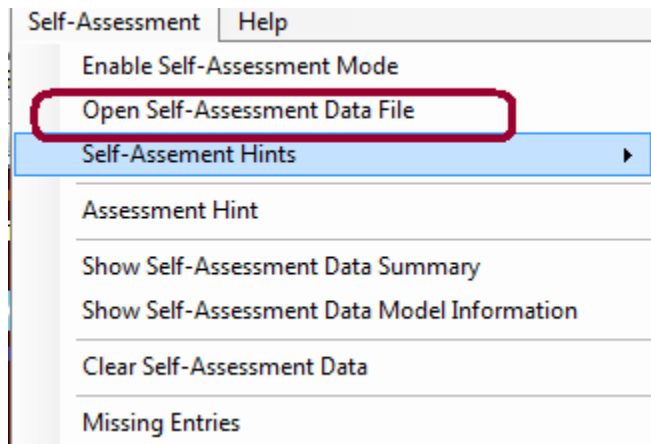 Self-Assessment Help
Enable Self-Assessment Mode
Open Self-Assessment Data File
Self-Assement Hints
Assessment Hint
Show Self-Assessment Data Summary
Show Self-Assessment Data Model Information
Clear Self-Assessment Data
Missing Entries